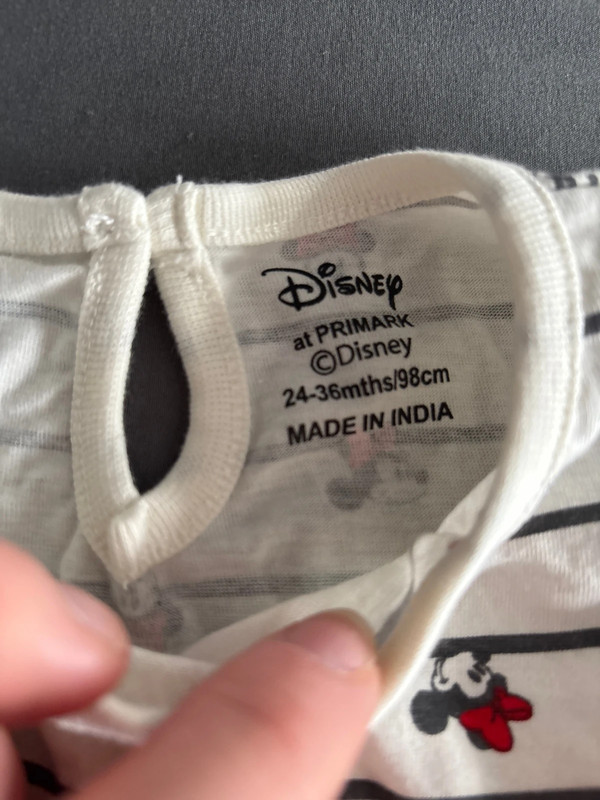 Disney
at PRIMARK
©Disney
24-36mths/98cm
MADE IN INDIA